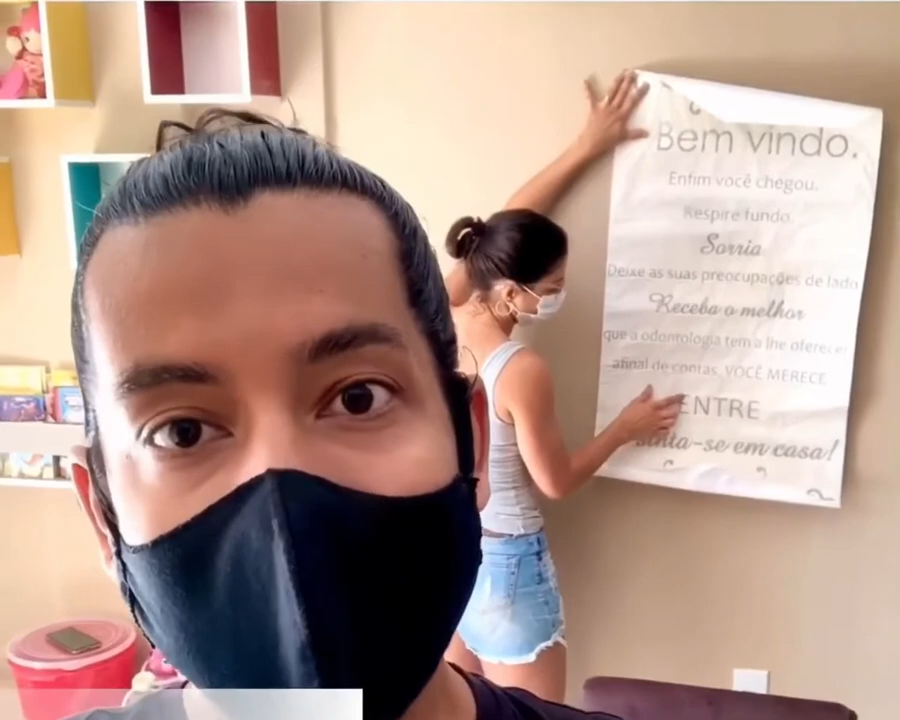 Bem vindo.
Enfim você chegou.
Respire fundo.
Sorria
Deixe as suas preocupações de lado
Receba o melhor
que a odontologia tem a lhe oferecer
afinal de contas, VOCÊ MERECE
ENTRE
sinta-se em casa!